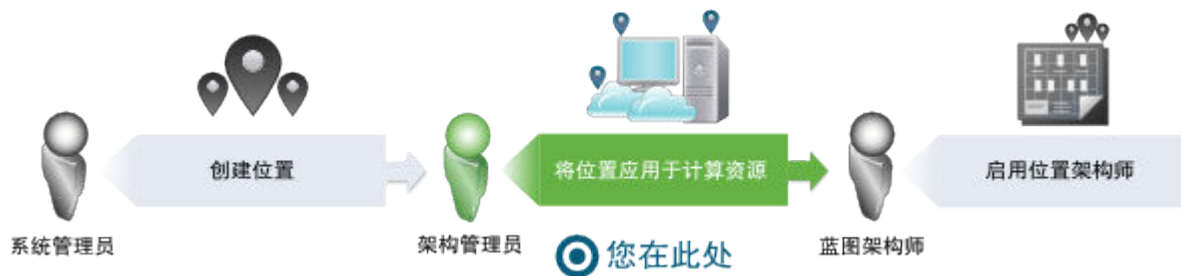 创建位置
将位置应用于计算资源
启用位置架构师
系统管理员
架构管理员
您在此处
蓝图架构师